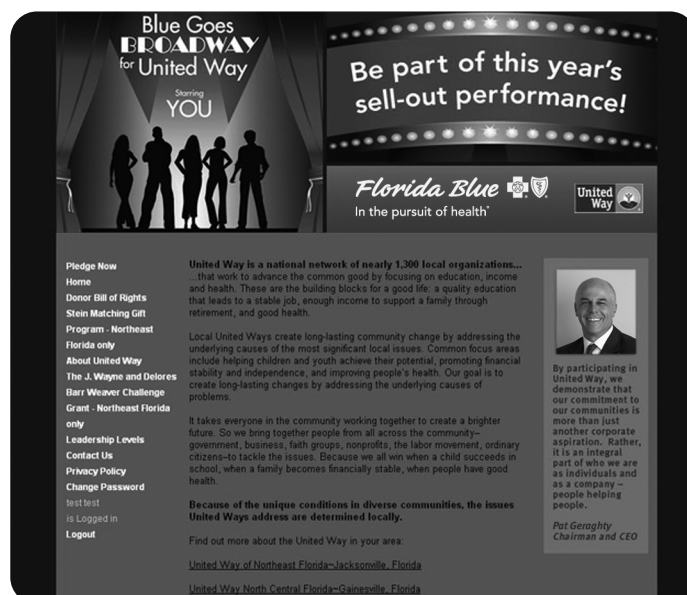 Blue Goes
BROADWAY
for United Way
Starring
YOU
Be part of this year's
sell-out performance!
Florida Blue
In the pursuit of health®
United
Way
Pledge Now
Home
Donor Bill of Rights
Stein Matching Gift
Program - Northeast
Florida only
About United Way
The J. Wayne and Delores
Barr Weaver Challenge
Grant - Northeast Florida
only
Leadership Levels
Contact Us
Privacy Policy
Change Password
test test
is Logged in
Logout
United Way is a national network of nearly 1,300 local organizations...
...that work to advance the common good by focusing on education, income
and health. These are the building blocks for a good life: a quality education
that leads to a stable job, enough income to support a family through
retirement, and good health.
Local United Ways create long-lasting community change by addressing the
underlying causes of the most significant local issues. Common focus areas
include helping children and youth achieve their potential, promoting financial
stability and independence, and improving people's health. Our goal is to
create long-lasting changes by addressing the underlying causes of
problems.
It takes everyone in the community working together to create a brighter
future. So we bring together people from all across the community–
government, business, faith groups, nonprofits, the labor movement, ordinary
citizens–to tackle the issues. Because we all win when a child succeeds in
school, when a family becomes financially stable, when people have good
health.
Because of the unique conditions in diverse communities, the issues
United Ways address are determined locally.
Find out more about the United Way in your area:
United Way of Northeast Florida~Jacksonville, Florida
United Way North Central Florida~Gainesville, Florida
By participating in
United Way, we
demonstrate that
our commitment to
our communities is
more than just
another corporate
aspiration. Rather,
it is an integral
part of who we are
as individuals and
as a company –
people helping
people.
Pat Geraghty
Chairman and CEO